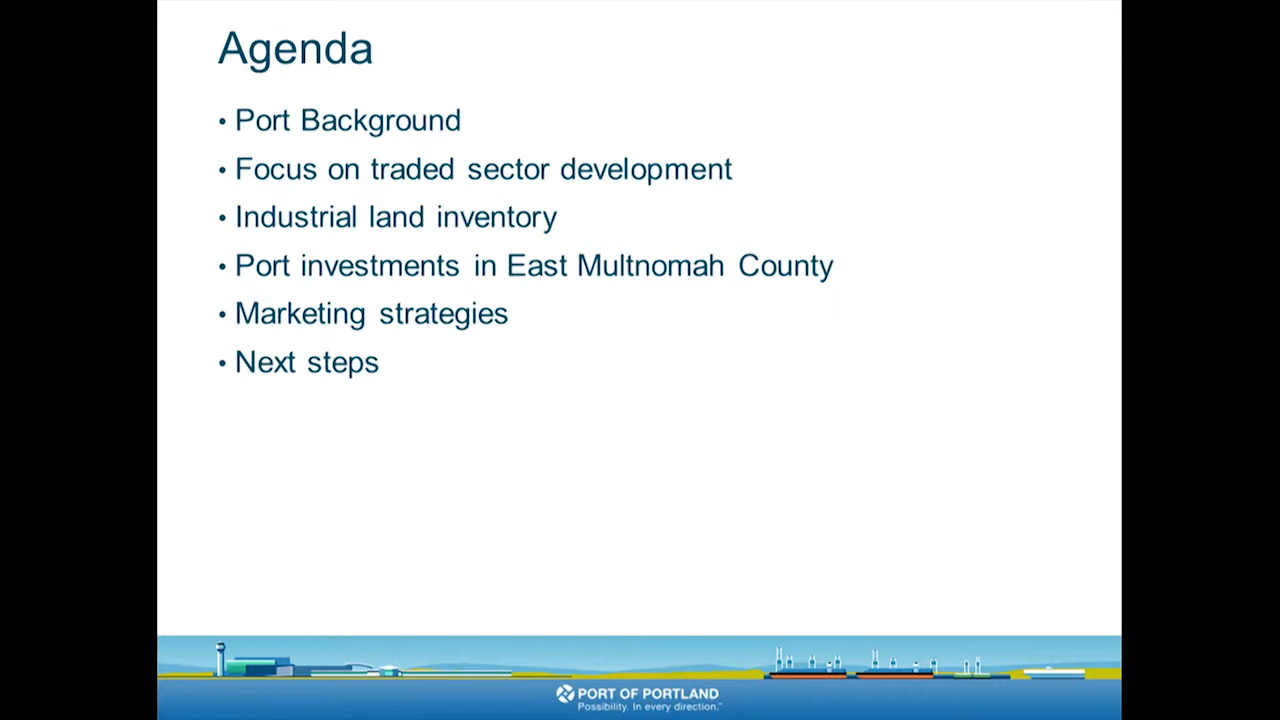 Agenda
• Port Background
• Focus on traded sector development
• Industrial land inventory
• Port investments in East Multnomah County
• Marketing strategies
• Next steps
PORT OF PORTLAND
Possibility. In every direction.™